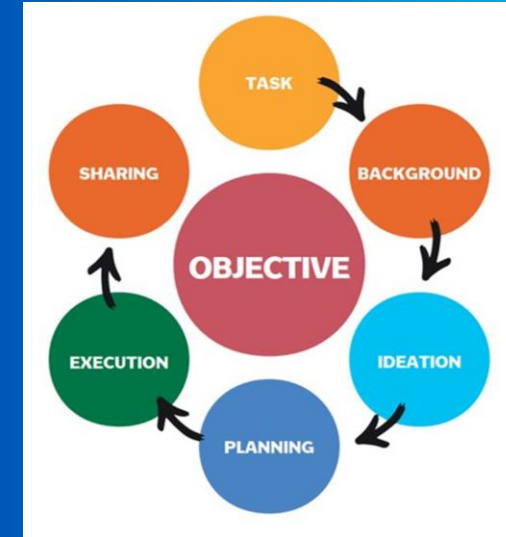 TASK
BACKGROUND
SHARING
OBJECTIVE
IDEATION
EXECUTION
PLANNING